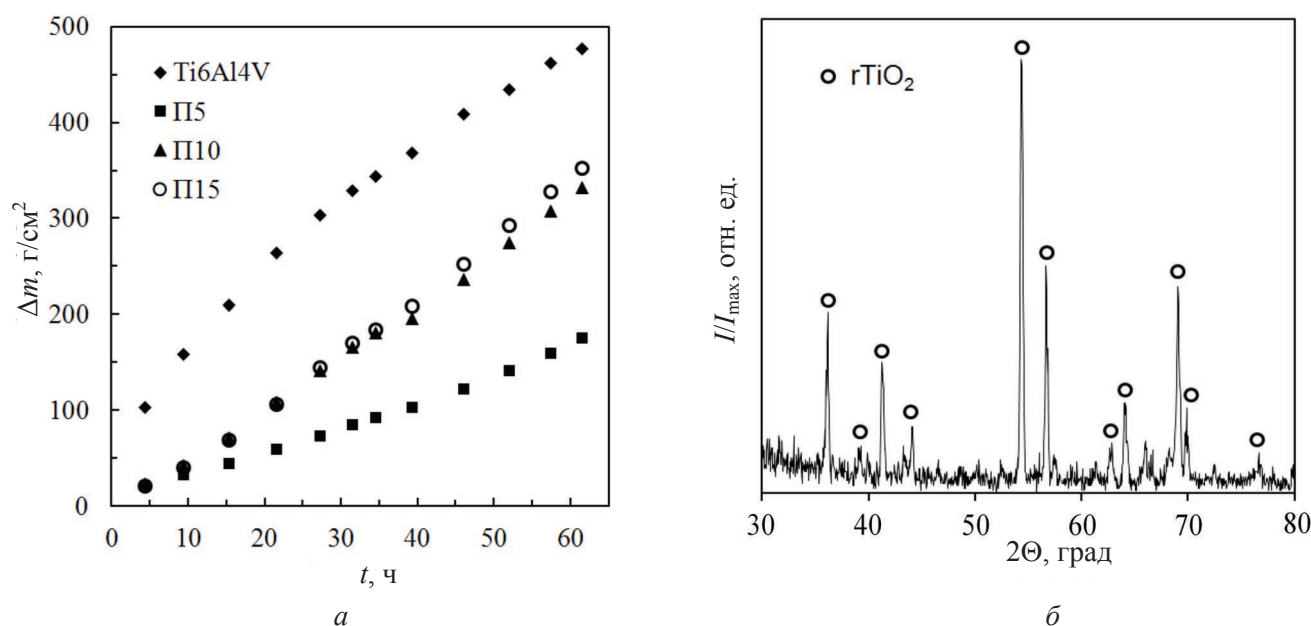 500
400
300
200
100
0
Δm, г/см²
Ti6Al4V
П5
П10
П15
0 10 20 30 40 50 60
t, ч
а
I/Imax, отн. ед.
rTiO₂
30 40 50 60 70 80
2Θ, град
б